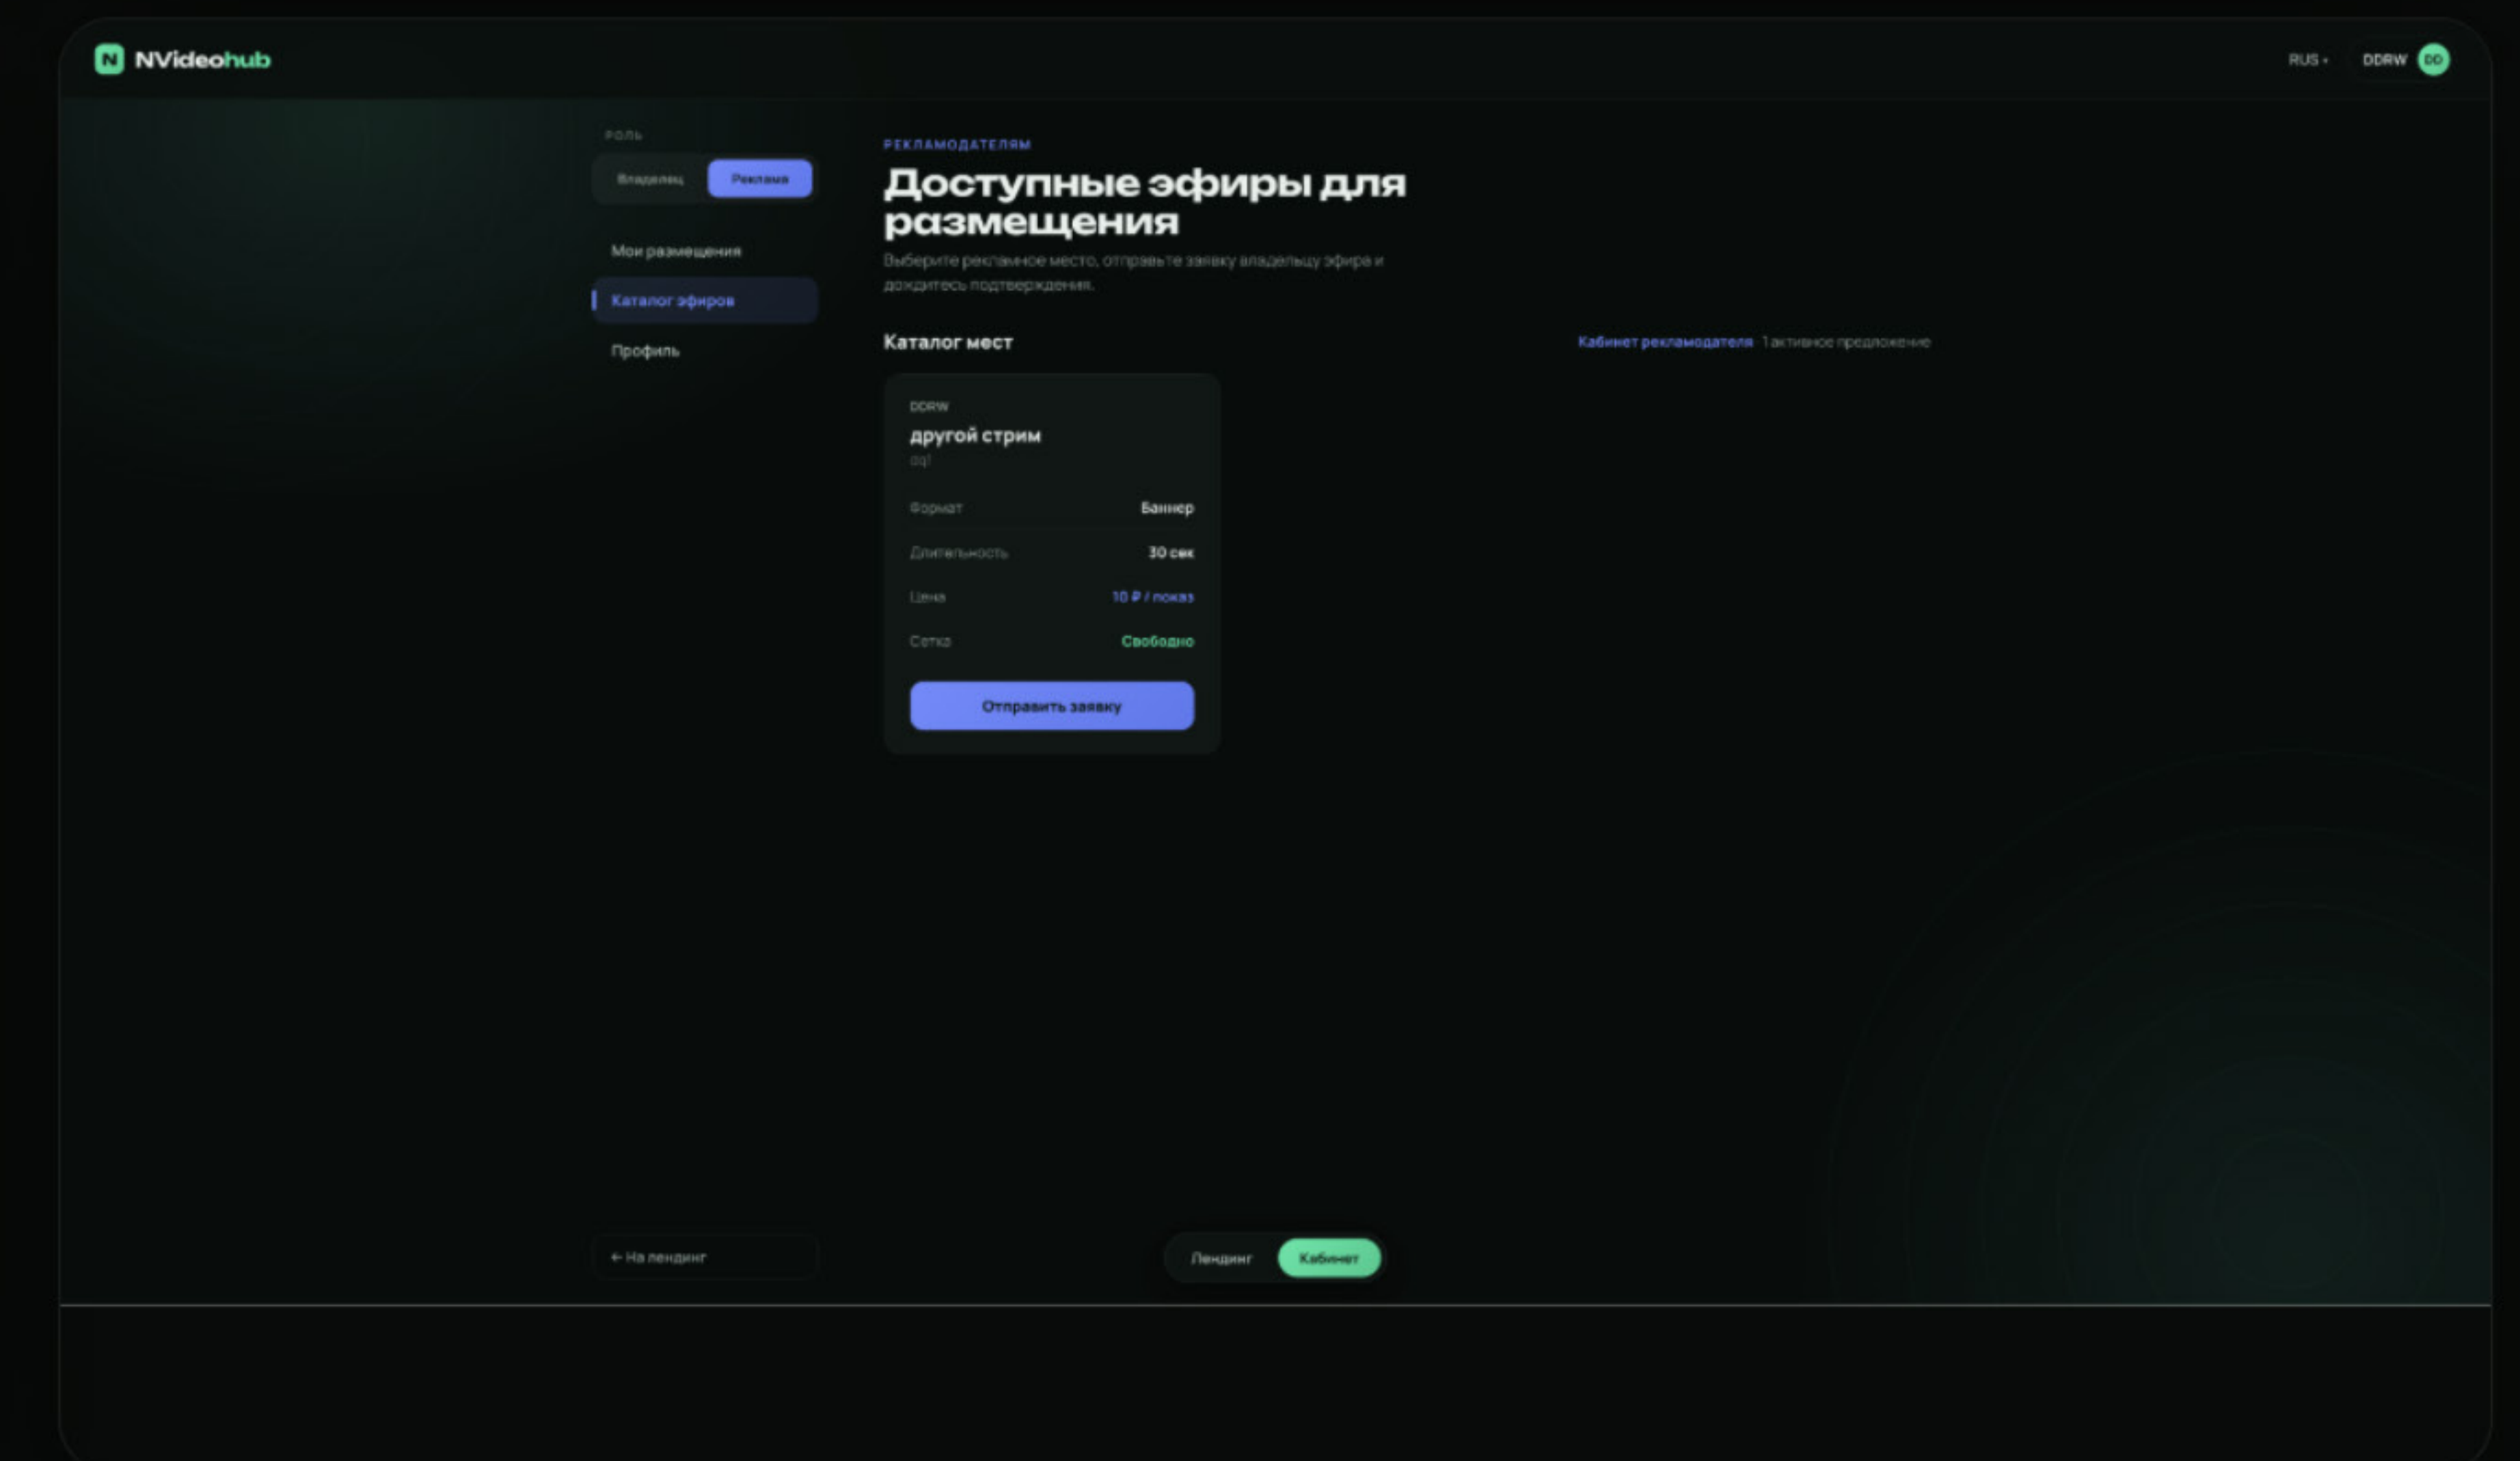 N NVideohub
RUS
DDRW DD
РОЛЬ
Владелец Реклама
Мои размещения
Каталог эфиров
Профиль
РЕКЛАМОДАТЕЛЯМ
Доступные эфиры для
размещения
Выберите рекламное место, отправьте заявку владельцу эфира и
дождитесь подтверждения.
Каталог мест
Кабинет рекламодателя 1 активное предложение
DDRW
другой стрим
Формат Баннер
Длительность 30 сек
Цена 10 ₽ / показ
Сетка Свободно
Отправить заявку
← На лендинг
Лендинг Кабинет